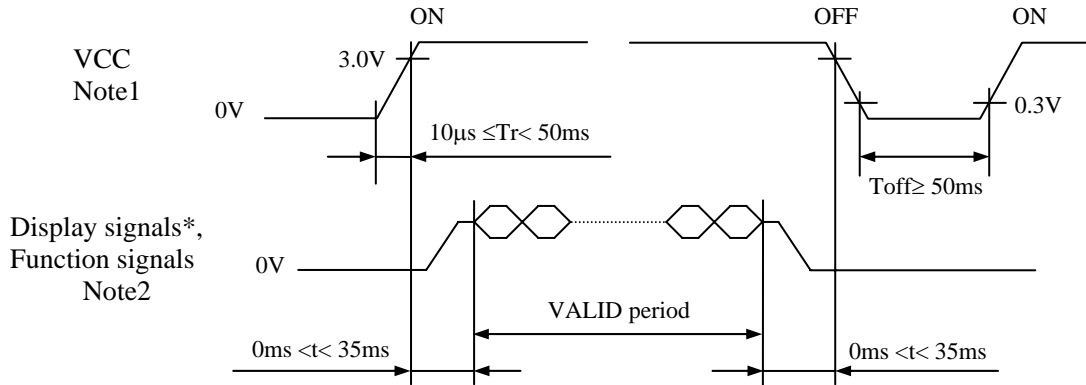 ON
OFF
ON
VCC
Note1
3.0V
0V
0.3V
10μs ≤Tr< 50ms
Toff≥ 50ms
Display signals*,
Function signals
Note2
0V
VALID period
0ms <t< 35ms
0ms <t< 35ms